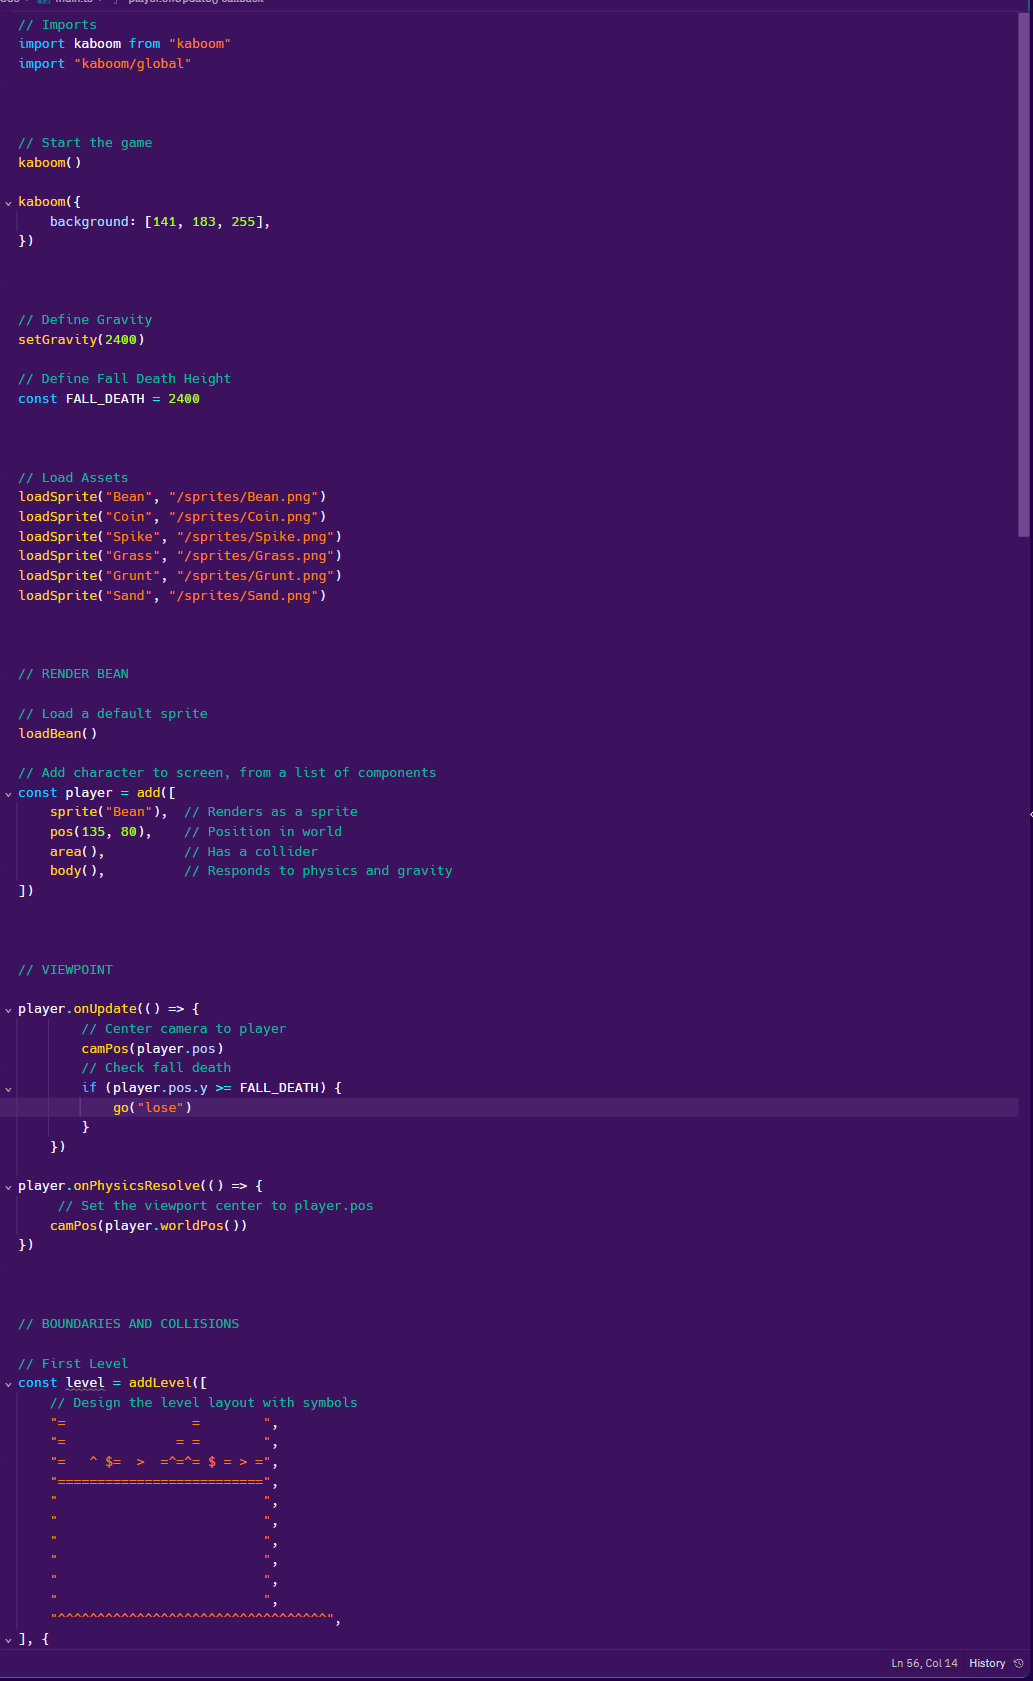 main.ts > player.onUpdate() callback
// Imports
import kaboom from "kaboom"
import "kaboom/global"
// Start the game
kaboom()
kaboom({
    background: [141, 183, 255],
})
// Define Gravity
setGravity(2400)
// Define Fall Death Height
const FALL_DEATH = 2400
// Load Assets
loadSprite("Bean", "/sprites/Bean.png")
loadSprite("Coin", "/sprites/Coin.png")
loadSprite("Spike", "/sprites/Spike.png")
loadSprite("Grass", "/sprites/Grass.png")
loadSprite("Grunt", "/sprites/Grunt.png")
loadSprite("Sand", "/sprites/Sand.png")
// RENDER BEAN
// Load a default sprite
loadBean()
// Add character to screen, from a list of components
const player = add([
    sprite("Bean"),  // Renders as a sprite
    pos(135, 80),    // Position in world
    area(),          // Has a collider
    body(),          // Responds to physics and gravity
])
// VIEWPOINT
player.onUpdate(() => {
        // Center camera to player
        camPos(player.pos)
        // Check fall death
        if (player.pos.y >= FALL_DEATH) {
            go("lose")
        }
    })
player.onPhysicsResolve(() => {
     // Set the viewport center to player.pos
    camPos(player.worldPos())
})
// BOUNDARIES AND COLLISIONS
// First Level
const level = addLevel([
    // Design the level layout with symbols
    "=                =        ",
    "=              = =        ",
    "=   ^ $=  >  =^=^= $ = > =",
    "==========================",
    "                          ",
    "                          ",
    "                          ",
    "                          ",
    "                          ",
    "                          ",
    "^^^^^^^^^^^^^^^^^^^^^^^^^^^^^^^^^^",
], {
Ln 56, Col 14 History